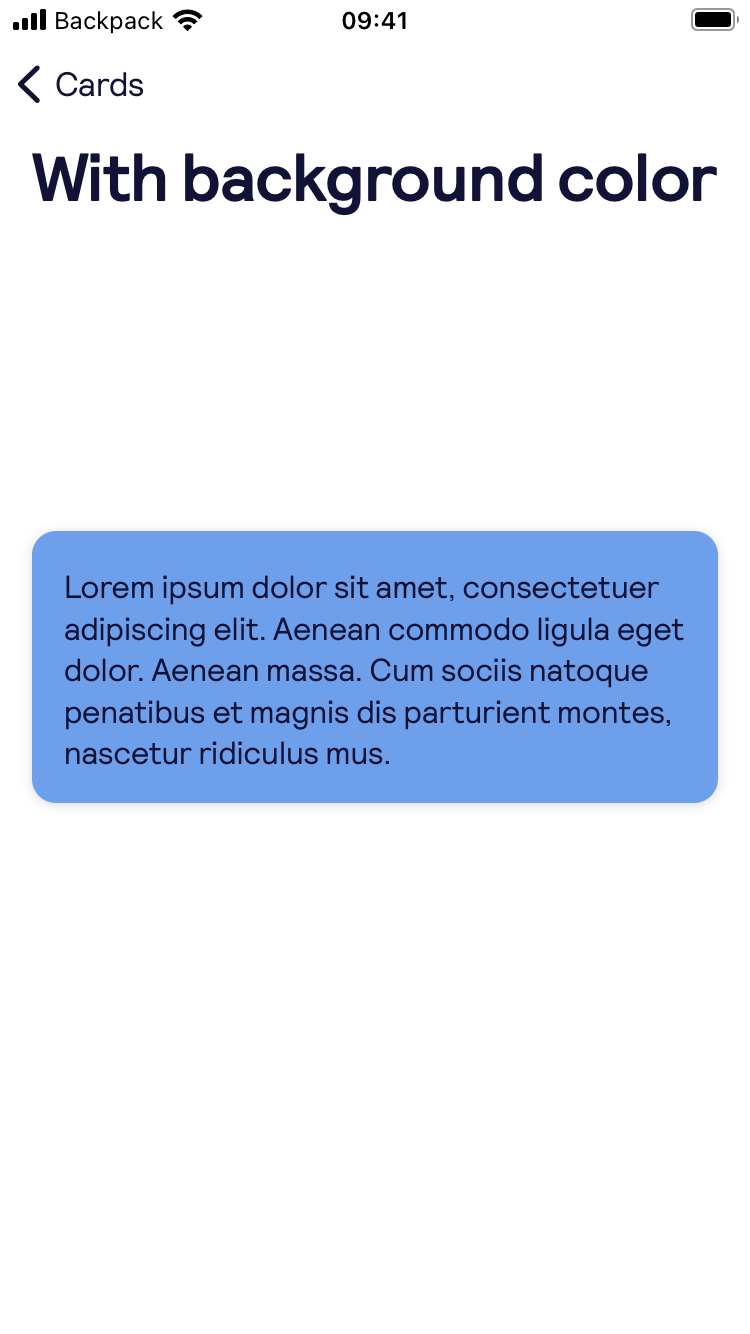 Backpack 09:41
Cards
With background color
Lorem ipsum dolor sit amet, consectetuer
adipiscing elit. Aenean commodo ligula eget
dolor. Aenean massa. Cum sociis natoque
penatibus et magnis dis parturient montes,
nascetur ridiculus mus.